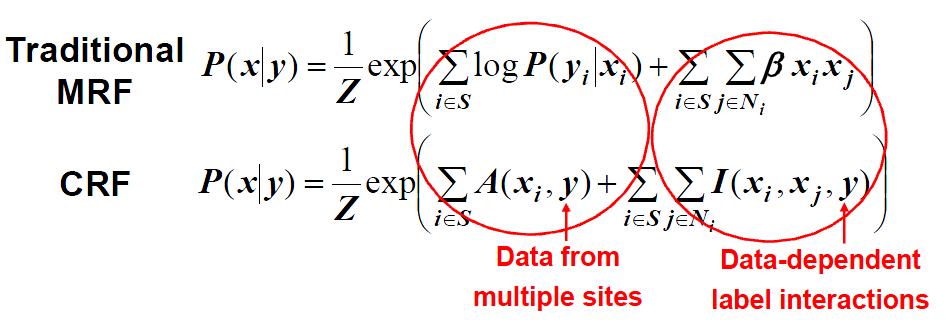 Traditional MRF P(x|y) = 1/Z exp( ∑_{i∈S} log P(y_i|x_i) + ∑_{i∈S} ∑_{j∈N_i} β x_i x_j )
CRF P(x|y) = 1/Z exp( ∑_{i∈S} A(x_i, y) + ∑_{i∈S} ∑_{j∈N_i} I(x_i, x_j, y) )
Data from
multiple sites
Data-dependent
label interactions